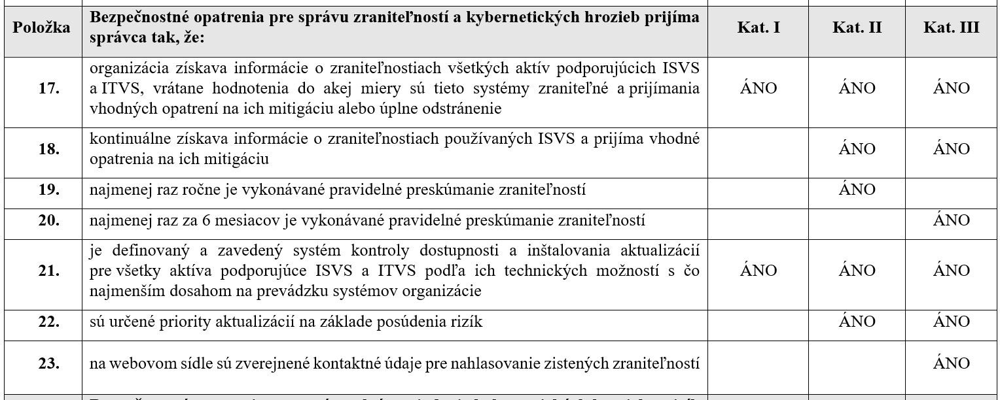 Položka
Bezpečnostné opatrenia pre správu zraniteľností a kybernetických hrozieb prijíma
správca tak, že:
Kat. I
Kat. II
Kat. III
17.
organizácia získava informácie o zraniteľnostiach všetkých aktív podporujúcich ISVS
a ITVS, vrátane hodnotenia do akej miery sú tieto systémy zraniteľné a prijímania
vhodných opatrení na ich mitigáciu alebo úplne odstránenie
ÁNO
ÁNO
ÁNO
18.
kontinuálne získava informácie o zraniteľnostiach používaných ISVS a prijíma vhodné
opatrenia na ich mitigáciu
ÁNO
ÁNO
19.
najmenej raz ročne je vykonávané pravidelné preskúmanie zraniteľností
ÁNO
20.
najmenej raz za 6 mesiacov je vykonávané pravidelné preskúmanie zraniteľností
ÁNO
21.
je definovaný a zavedený systém kontroly dostupnosti a inštalovania aktualizácií
pre všetky aktíva podporujúce ISVS a ITVS podľa ich technických možností s čo
najmenším dosahom na prevádzku systémov organizácie
ÁNO
ÁNO
ÁNO
22.
sú určené priority aktualizácií na základe posúdenia rizík
ÁNO
ÁNO
23.
na webovom sídle sú zverejnené kontaktné údaje pre nahlasovanie zistených zraniteľností
ÁNO